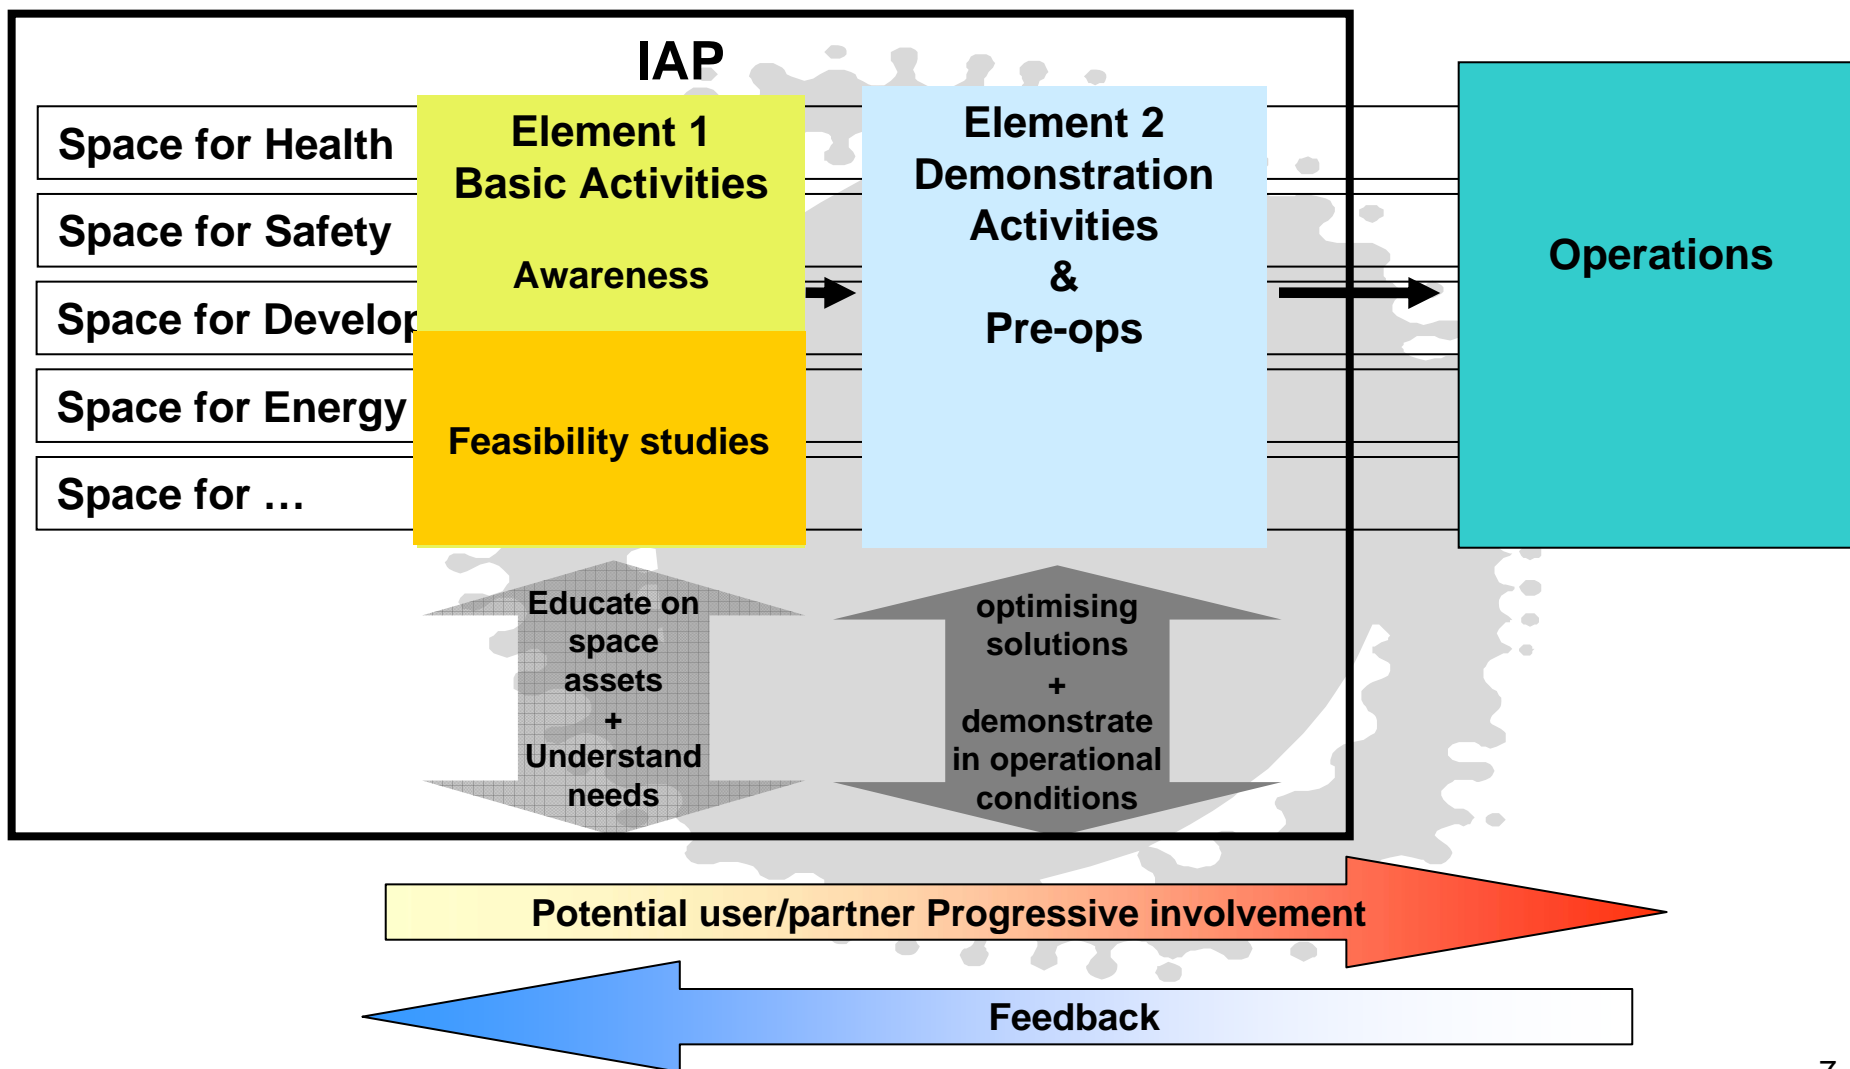 IAP
Space for Health
Space for Safety
Space for Develop
Space for Energy
Space for …
Element 1
Basic Activities
Awareness
Feasibility studies
Element 2
Demonstration
Activities
&
Pre-ops
Operations
Educate on
space
assets
+
Understand
needs
optimising
solutions
+
demonstrate
in operational
conditions
Potential user/partner Progressive involvement
Feedback